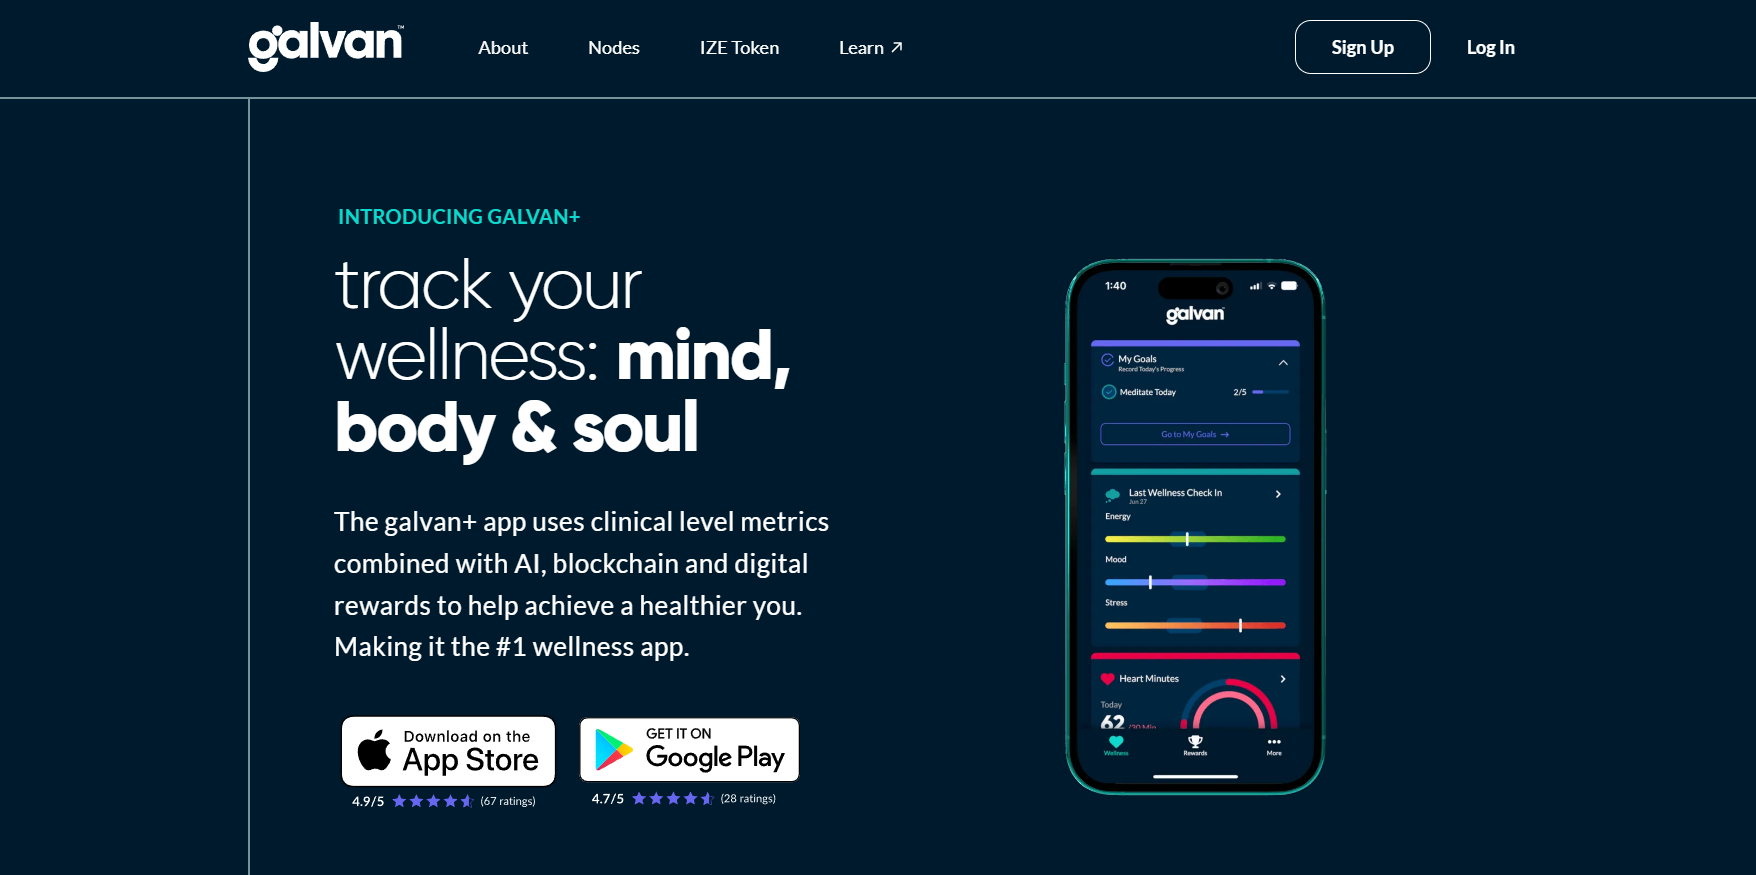 galvan™
About
Nodes
IZE Token
Learn ↗
Sign Up
Log In
INTRODUCING GALVAN+
track your
wellness: mind,
body & soul
The galvan+ app uses clinical level metrics
combined with AI, blockchain and digital
rewards to help achieve a healthier you.
Making it the #1 wellness app.
Download on the
App Store
4.9/5 (67 ratings)
GET IT ON
Google Play
4.7/5 (28 ratings)
1:40
galvan
My Goals
Record Today's Progress
Meditate Today 2/5
Go to My Goals →
Last Wellness Check In
Jun 27
Energy
Mood
Stress
Heart Minutes
Today
62 /30 Min
Wellness
Rewards
More